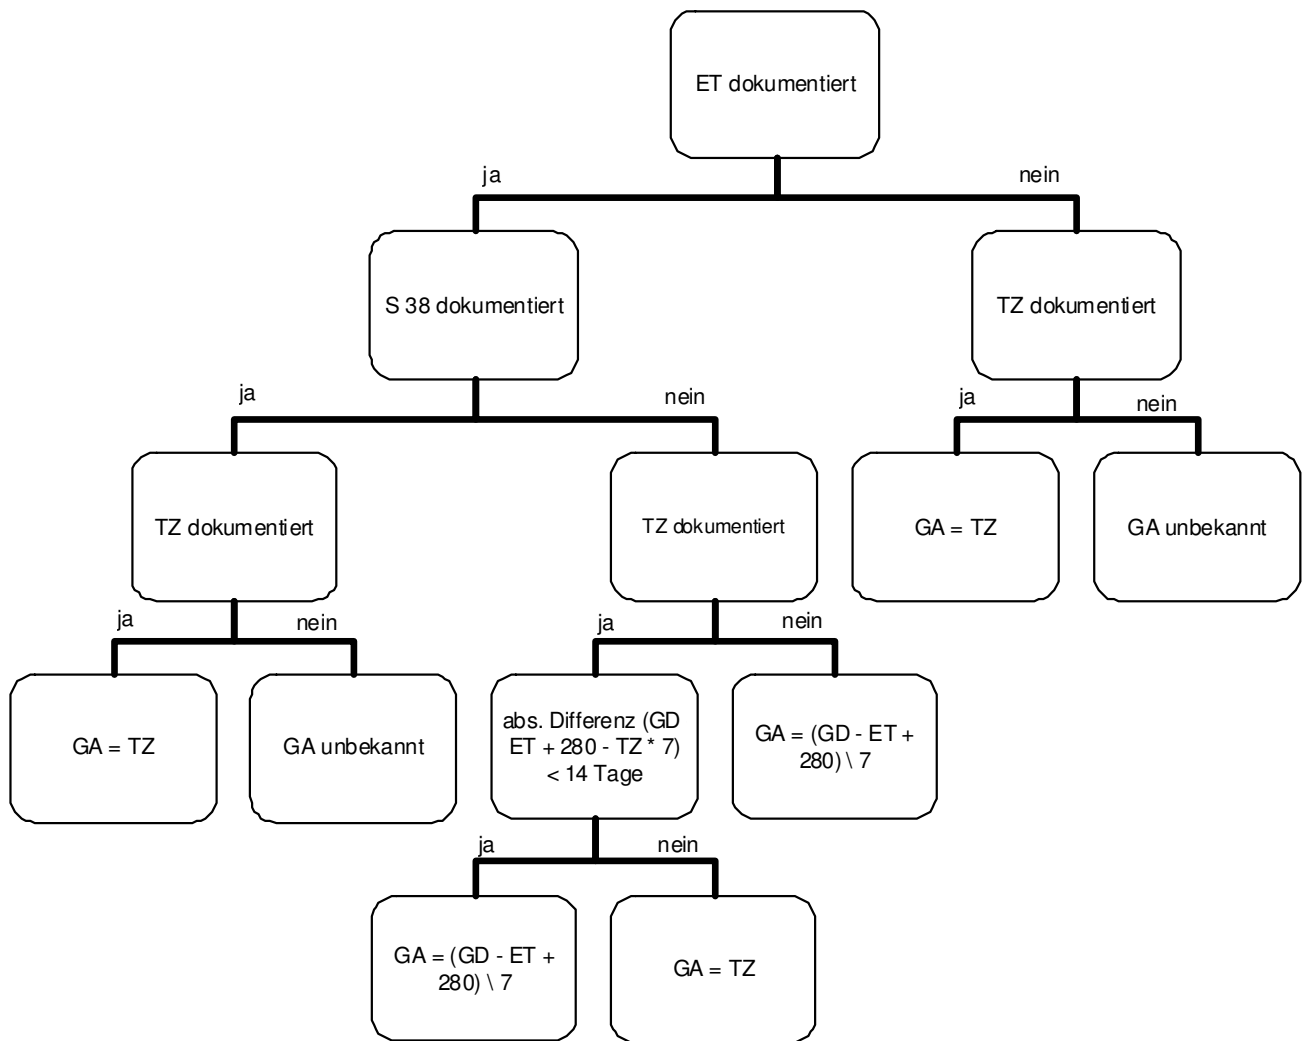 ET dokumentiert
ja
nein
S 38 dokumentiert
TZ dokumentiert
ja
nein
ja
nein
TZ dokumentiert
TZ dokumentiert
GA = TZ
GA unbekannt
ja
nein
ja
nein
GA = TZ
GA unbekannt
abs. Differenz (GD
ET + 280 - TZ * 7)
< 14 Tage
GA = (GD - ET +
280) \ 7
ja
nein
GA = (GD - ET +
280) \ 7
GA = TZ